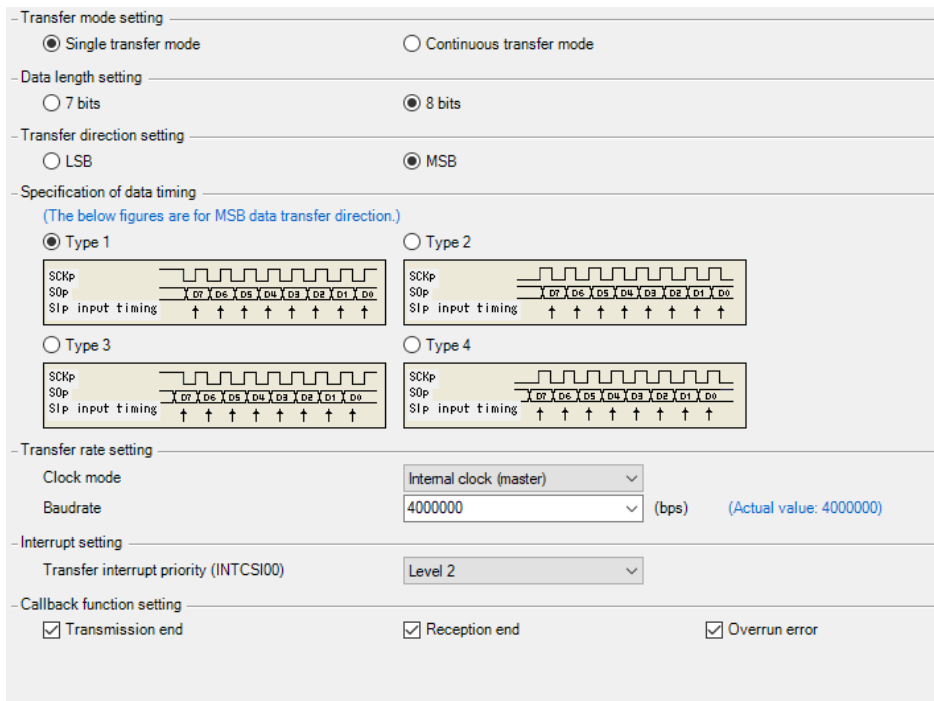 Transfer mode setting
Single transfer mode Continuous transfer mode
Data length setting
7 bits 8 bits
Transfer direction setting
LSB MSB
Specification of data timing
(The below figures are for MSB data transfer direction.)
Type 1 Type 2
SCKp SCKp
SOp D7 D6 D5 D4 D3 D2 D1 D0 SOp D7 D6 D5 D4 D3 D2 D1 D0
SIp input timing SIp input timing
Type 3 Type 4
SCKp SCKp
SOp D7 D6 D5 D4 D3 D2 D1 D0 SOp D7 D6 D5 D4 D3 D2 D1 D0
SIp input timing SIp input timing
Transfer rate setting
Clock mode Internal clock (master)
Baudrate 4000000 (bps) (Actual value: 4000000)
Interrupt setting
Transfer interrupt priority (INTCSI00) Level 2
Callback function setting
Transmission end Reception end Overrun error